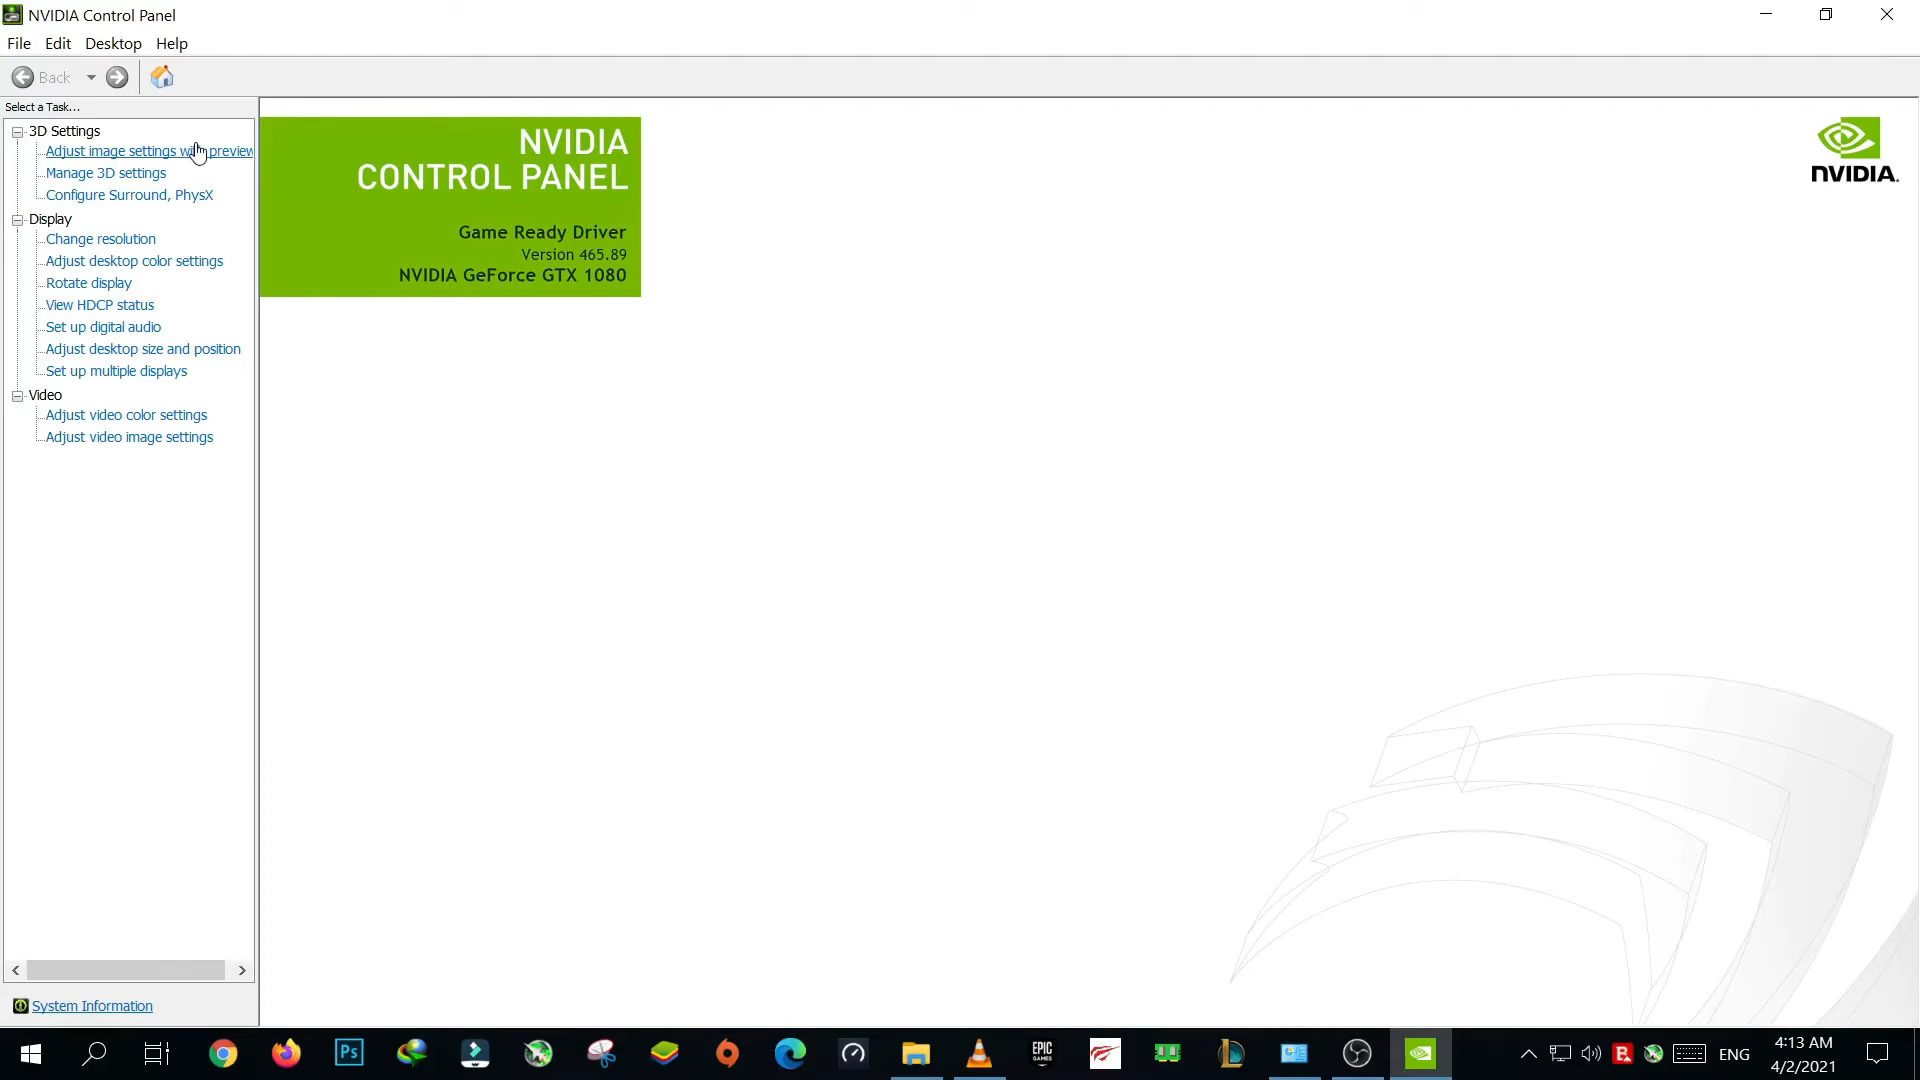 NVIDIA Control Panel
File Edit Desktop Help
Back
Select a Task...
3D Settings
Adjust image settings with preview
Manage 3D settings
Configure Surround, PhysX
Display
Change resolution
Adjust desktop color settings
Rotate display
View HDCP status
Set up digital audio
Adjust desktop size and position
Set up multiple displays
Video
Adjust video color settings
Adjust video image settings
System Information
NVIDIA
CONTROL PANEL
Game Ready Driver
Version 465.89
NVIDIA GeForce GTX 1080
NVIDIA.
Ps
EPIC
GAMES
ENG
4:13 AM
4/2/2021